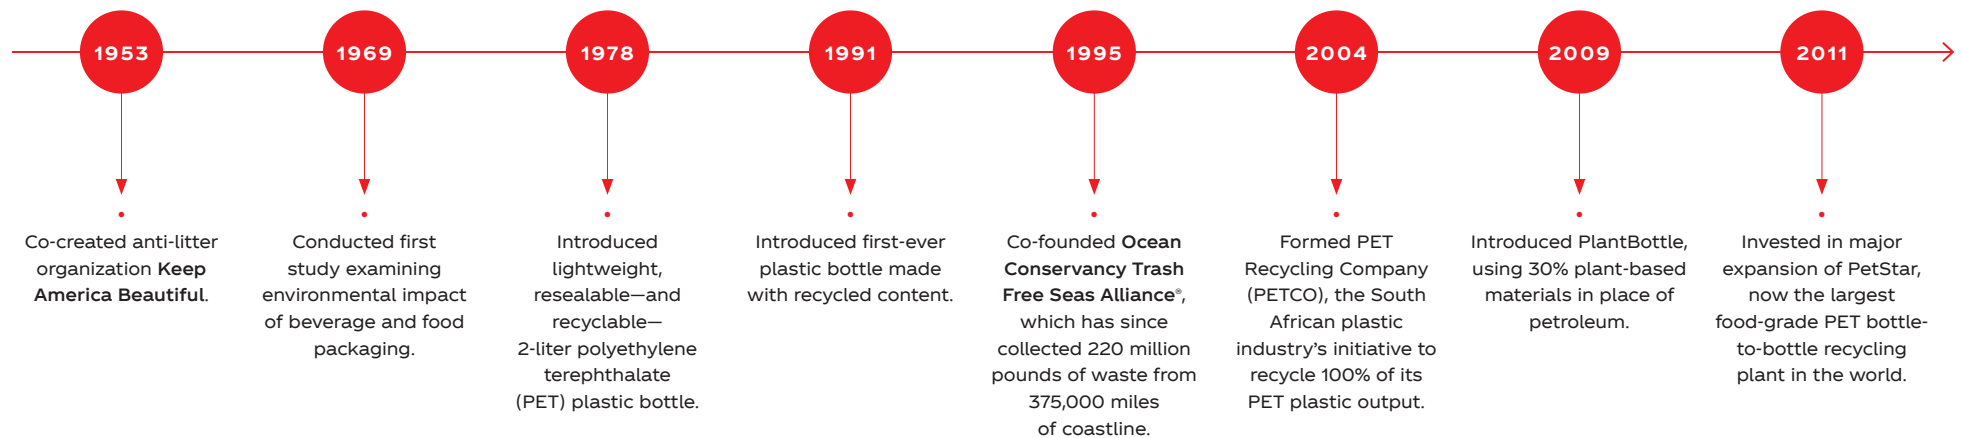 1953
1969
1978
1991
1995
2004
2009
2011
Co-created anti-litter
organization Keep
America Beautiful.
Conducted first
study examining
environmental impact
of beverage and food
packaging.
Introduced
lightweight,
resealable—and
recyclable—
2-liter polyethylene
terephthalate
(PET) plastic bottle.
Introduced first-ever
plastic bottle made
with recycled content.
Co-founded Ocean
Conservancy Trash
Free Seas Alliance®,
which has since
collected 220 million
pounds of waste from
375,000 miles
of coastline.
Formed PET
Recycling Company
(PETCO), the South
African plastic
industry’s initiative to
recycle 100% of its
PET plastic output.
Introduced PlantBottle,
using 30% plant-based
materials in place of
petroleum.
Invested in major
expansion of PetStar,
now the largest
food-grade PET bottle-
to-bottle recycling
plant in the world.